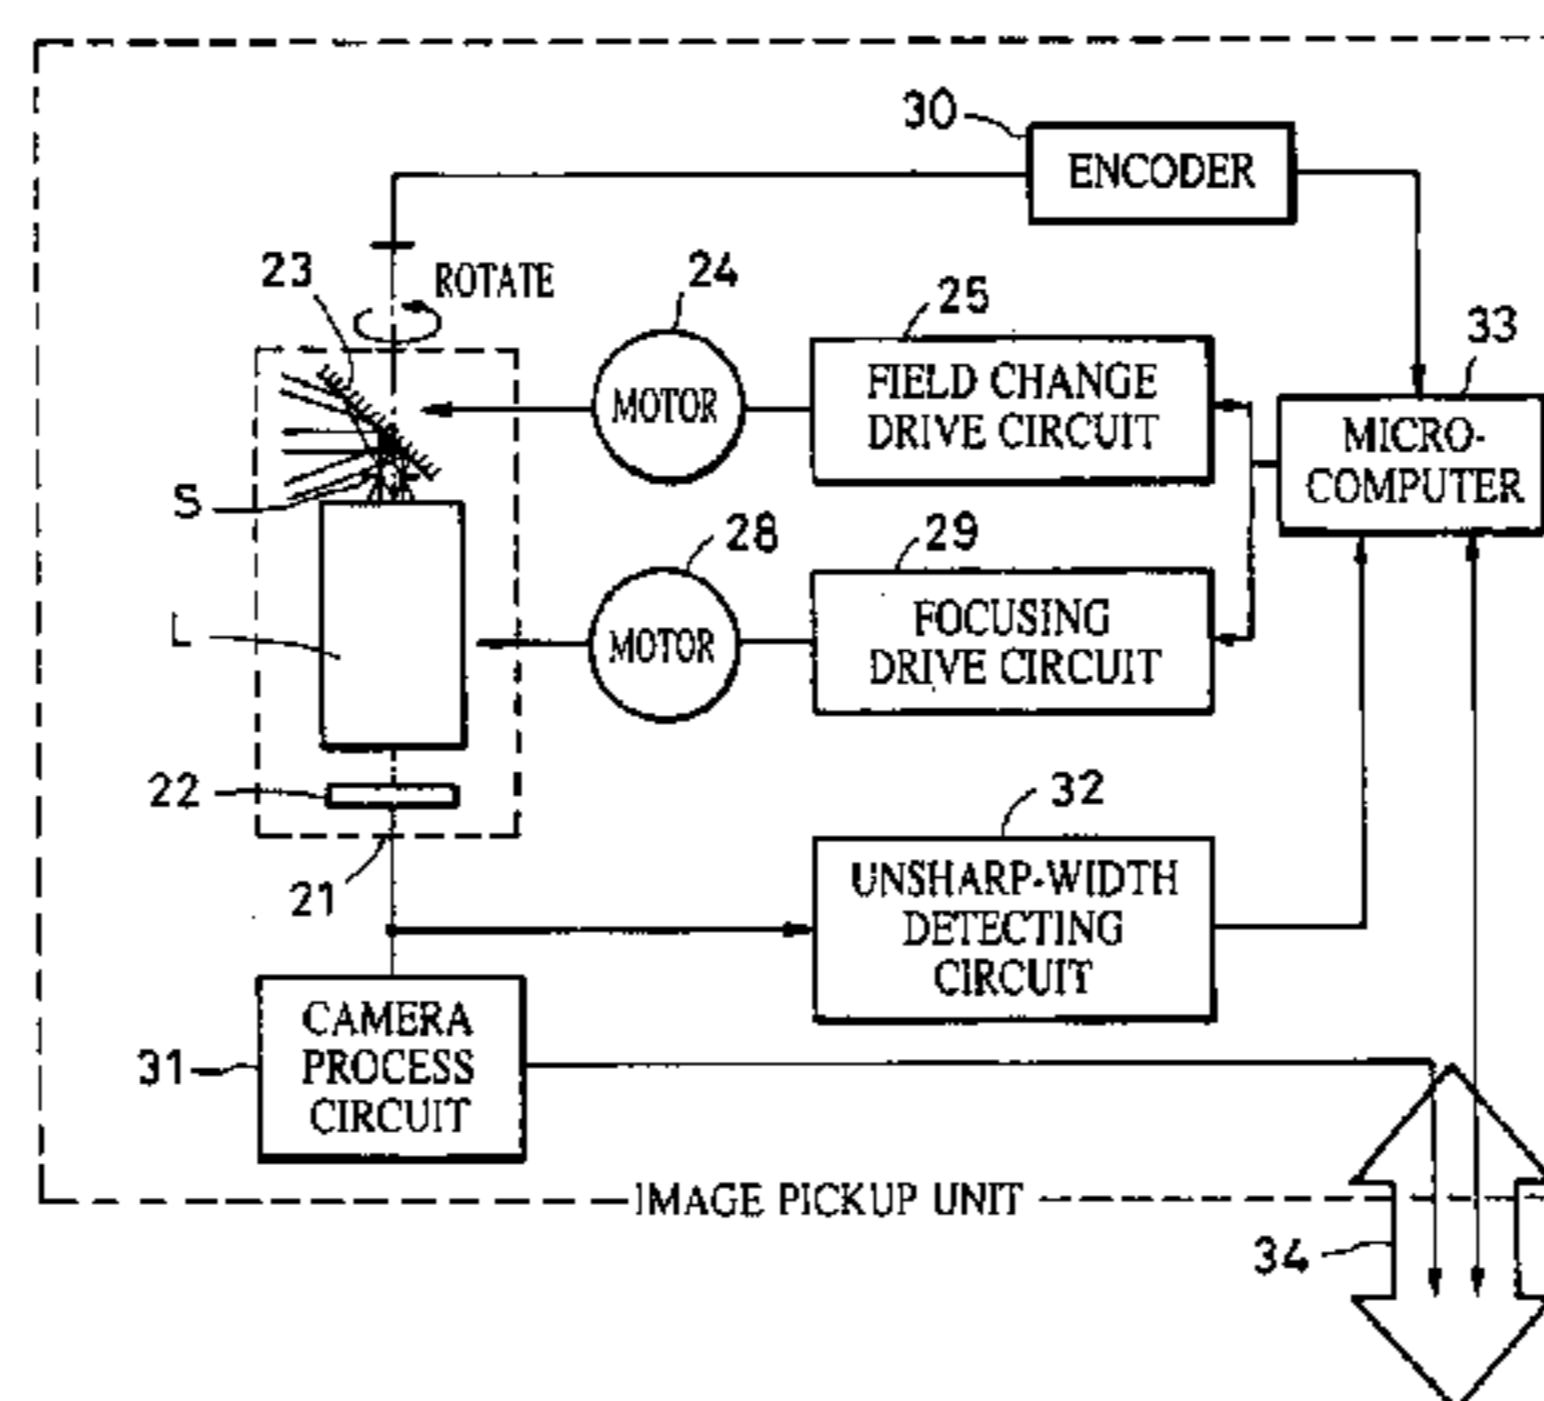 30
ENCODER
23
ROTATE
24
25
33
MOTOR
FIELD CHANGE
DRIVE CIRCUIT
MICRO-
COMPUTER
S
28
29
L
MOTOR
FOCUSING
DRIVE CIRCUIT
22
32
21
UNSHARP-WIDTH
DETECTING
CIRCUIT
31
CAMERA
PROCESS
CIRCUIT
IMAGE PICKUP UNIT
34